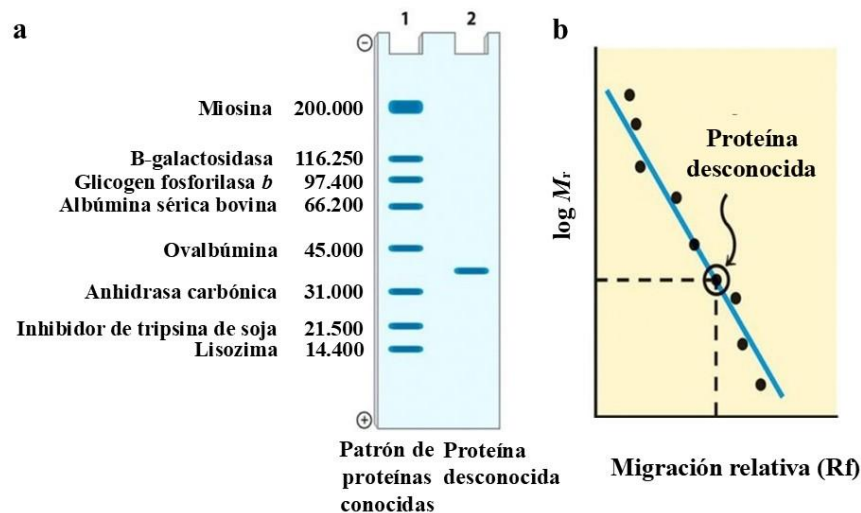 a
1 2
⊖
Miosina 200.000
B-galactosidasa 116.250
Glicogen fosforilasa b 97.400
Albúmina sérica bovina 66.200
Ovalbúmina 45.000
Anhidrasa carbónica 31.000
Inhibidor de tripsina de soja 21.500
Lisozima 14.400
⊕
Patrón de
proteínas
conocidas
Proteína
desconocida
b
Proteína
desconocida
log Mr
Migración relativa (Rf)